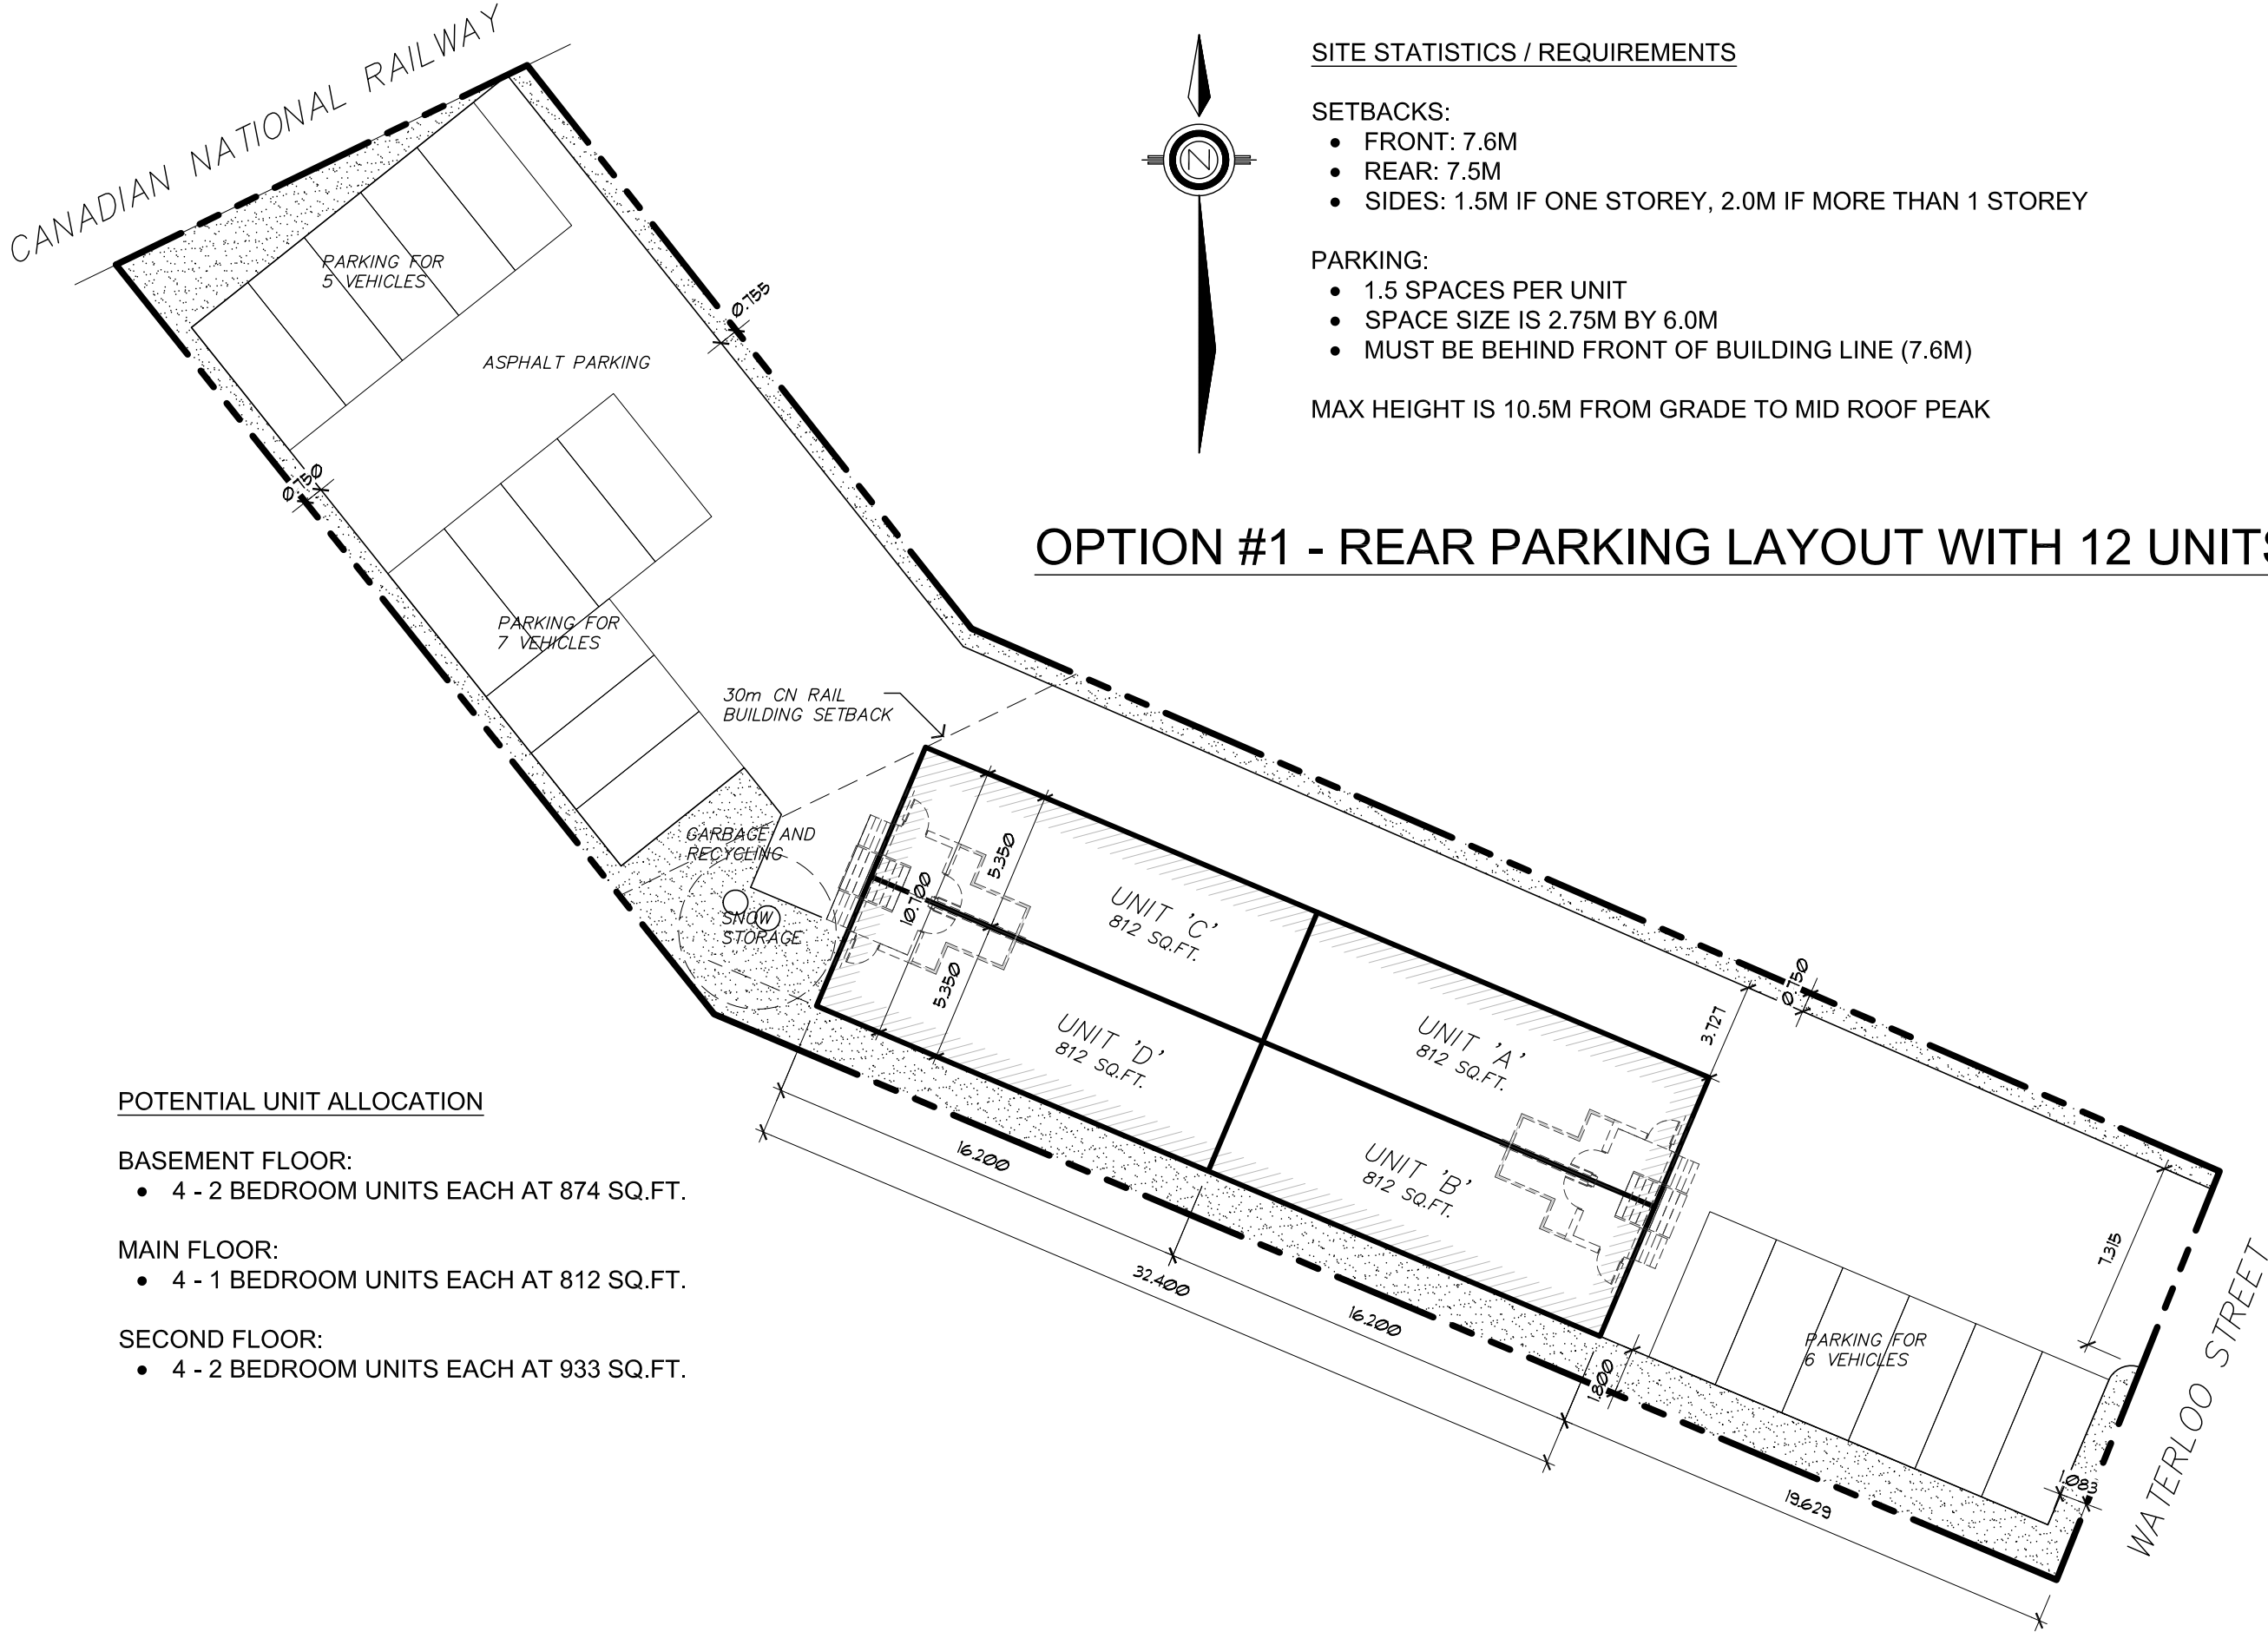 CANADIAN NATIONAL RAILWAY
SITE STATISTICS / REQUIREMENTS
SETBACKS:
• FRONT: 7.6M
• REAR: 7.5M
• SIDES: 1.5M IF ONE STOREY, 2.0M IF MORE THAN 1 STOREY
PARKING:
• 1.5 SPACES PER UNIT
• SPACE SIZE IS 2.75M BY 6.0M
• MUST BE BEHIND FRONT OF BUILDING LINE (7.6M)
MAX HEIGHT IS 10.5M FROM GRADE TO MID ROOF PEAK
N
OPTION #1 - REAR PARKING LAYOUT WITH 12 UNITS
PARKING FOR
5 VEHICLES
0.755
ASPHALT PARKING
0.750
PARKING FOR
7 VEHICLES
30m CN RAIL
BUILDING SETBACK
GARBAGE AND
RECYCLING
SNOW
STORAGE
5.350
10.700
5.350
UNIT 'C'
812 SQ.FT.
UNIT 'D'
812 SQ.FT.
UNIT 'A'
812 SQ.FT.
UNIT 'B'
812 SQ.FT.
3.727
0.750
7.315
16.200
32.400
16.200
1.800
PARKING FOR
6 VEHICLES
1.083
19.629
WATERLOO STREET
POTENTIAL UNIT ALLOCATION
BASEMENT FLOOR:
• 4 - 2 BEDROOM UNITS EACH AT 874 SQ.FT.
MAIN FLOOR:
• 4 - 1 BEDROOM UNITS EACH AT 812 SQ.FT.
SECOND FLOOR:
• 4 - 2 BEDROOM UNITS EACH AT 933 SQ.FT.